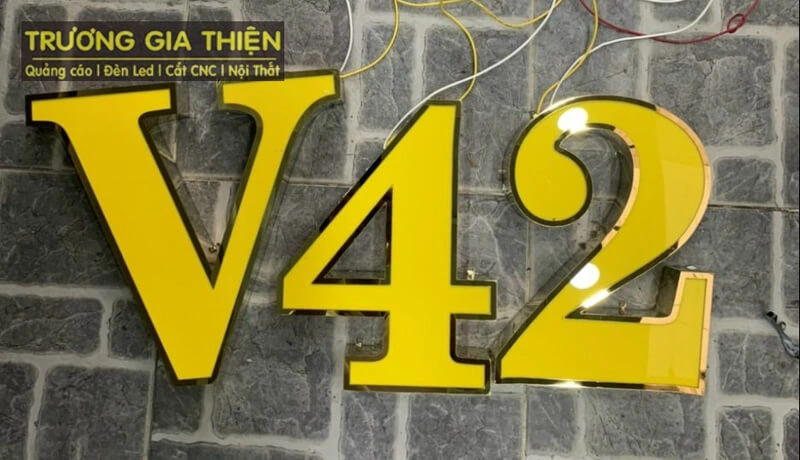 TRƯƠNG GIA THIỆN
Quảng cáo | Đèn Led | Cắt CNC | Nội Thất
V42